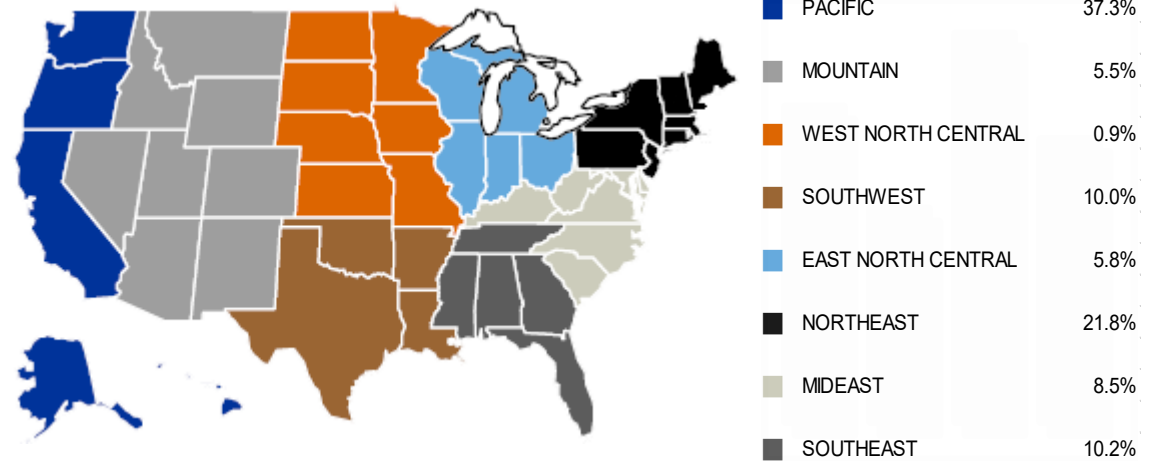 PACIFIC 37.3%
MOUNTAIN 5.5%
WEST NORTH CENTRAL 0.9%
SOUTHWEST 10.0%
EAST NORTH CENTRAL 5.8%
NORTHEAST 21.8%
MIDEAST 8.5%
SOUTHEAST 10.2%